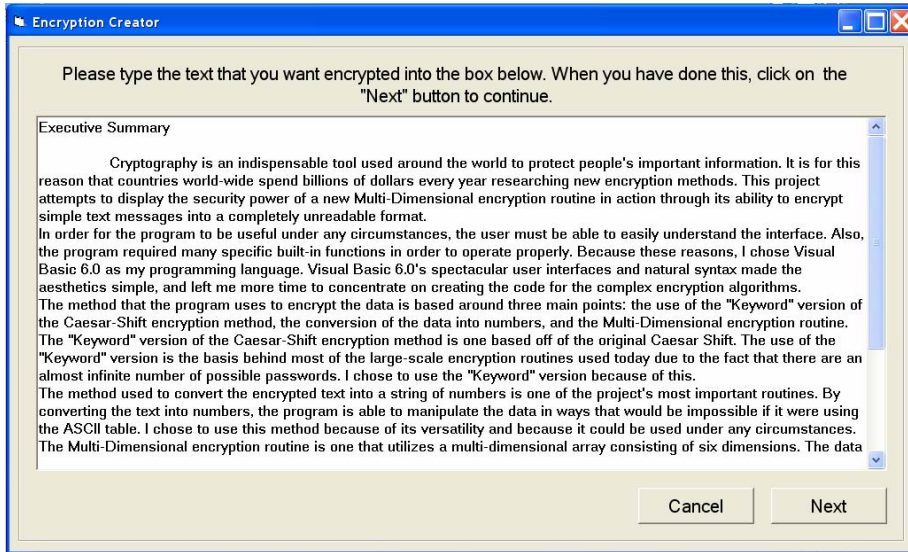 Encryption Creator
Please type the text that you want encrypted into the box below. When you have done this, click on the
"Next" button to continue.
Executive Summary
Cryptography is an indispensable tool used around the world to protect people's important information. It is for this
reason that countries world-wide spend billions of dollars every year researching new encryption methods. This project
attempts to display the security power of a new Multi-Dimensional encryption routine in action through its ability to encrypt
simple text messages into a completely unreadable format.
In order for the program to be useful under any circumstances, the user must be able to easily understand the interface. Also,
the program required many specific built-in functions in order to operate properly. Because these reasons, I chose Visual
Basic 6.0 as my programming language. Visual Basic 6.0's spectacular user interfaces and natural syntax made the
aesthetics simple, and left me more time to concentrate on creating the code for the complex encryption algorithms.
The method that the program uses to encrypt the data is based around three main points: the use of the "Keyword" version of
the Caesar-Shift encryption method, the conversion of the data into numbers, and the Multi-Dimensional encryption routine.
The "Keyword" version of the Caesar-Shift encryption method is one based off of the original Caesar Shift. The use of the
"Keyword" version is the basis behind most of the large-scale encryption routines used today due to the fact that there are an
almost infinite number of possible passwords. I chose to use the "Keyword" version because of this.
The method used to convert the encrypted text into a string of numbers is one of the project's most important routines. By
converting the text into numbers, the program is able to manipulate the data in ways that would be impossible if it were using
the ASCII table. I chose to use this method because of its versatility and because it could be used under any circumstances.
The Multi-Dimensional encryption routine is one that utilizes a multi-dimensional array consisting of six dimensions. The data
Cancel
Next